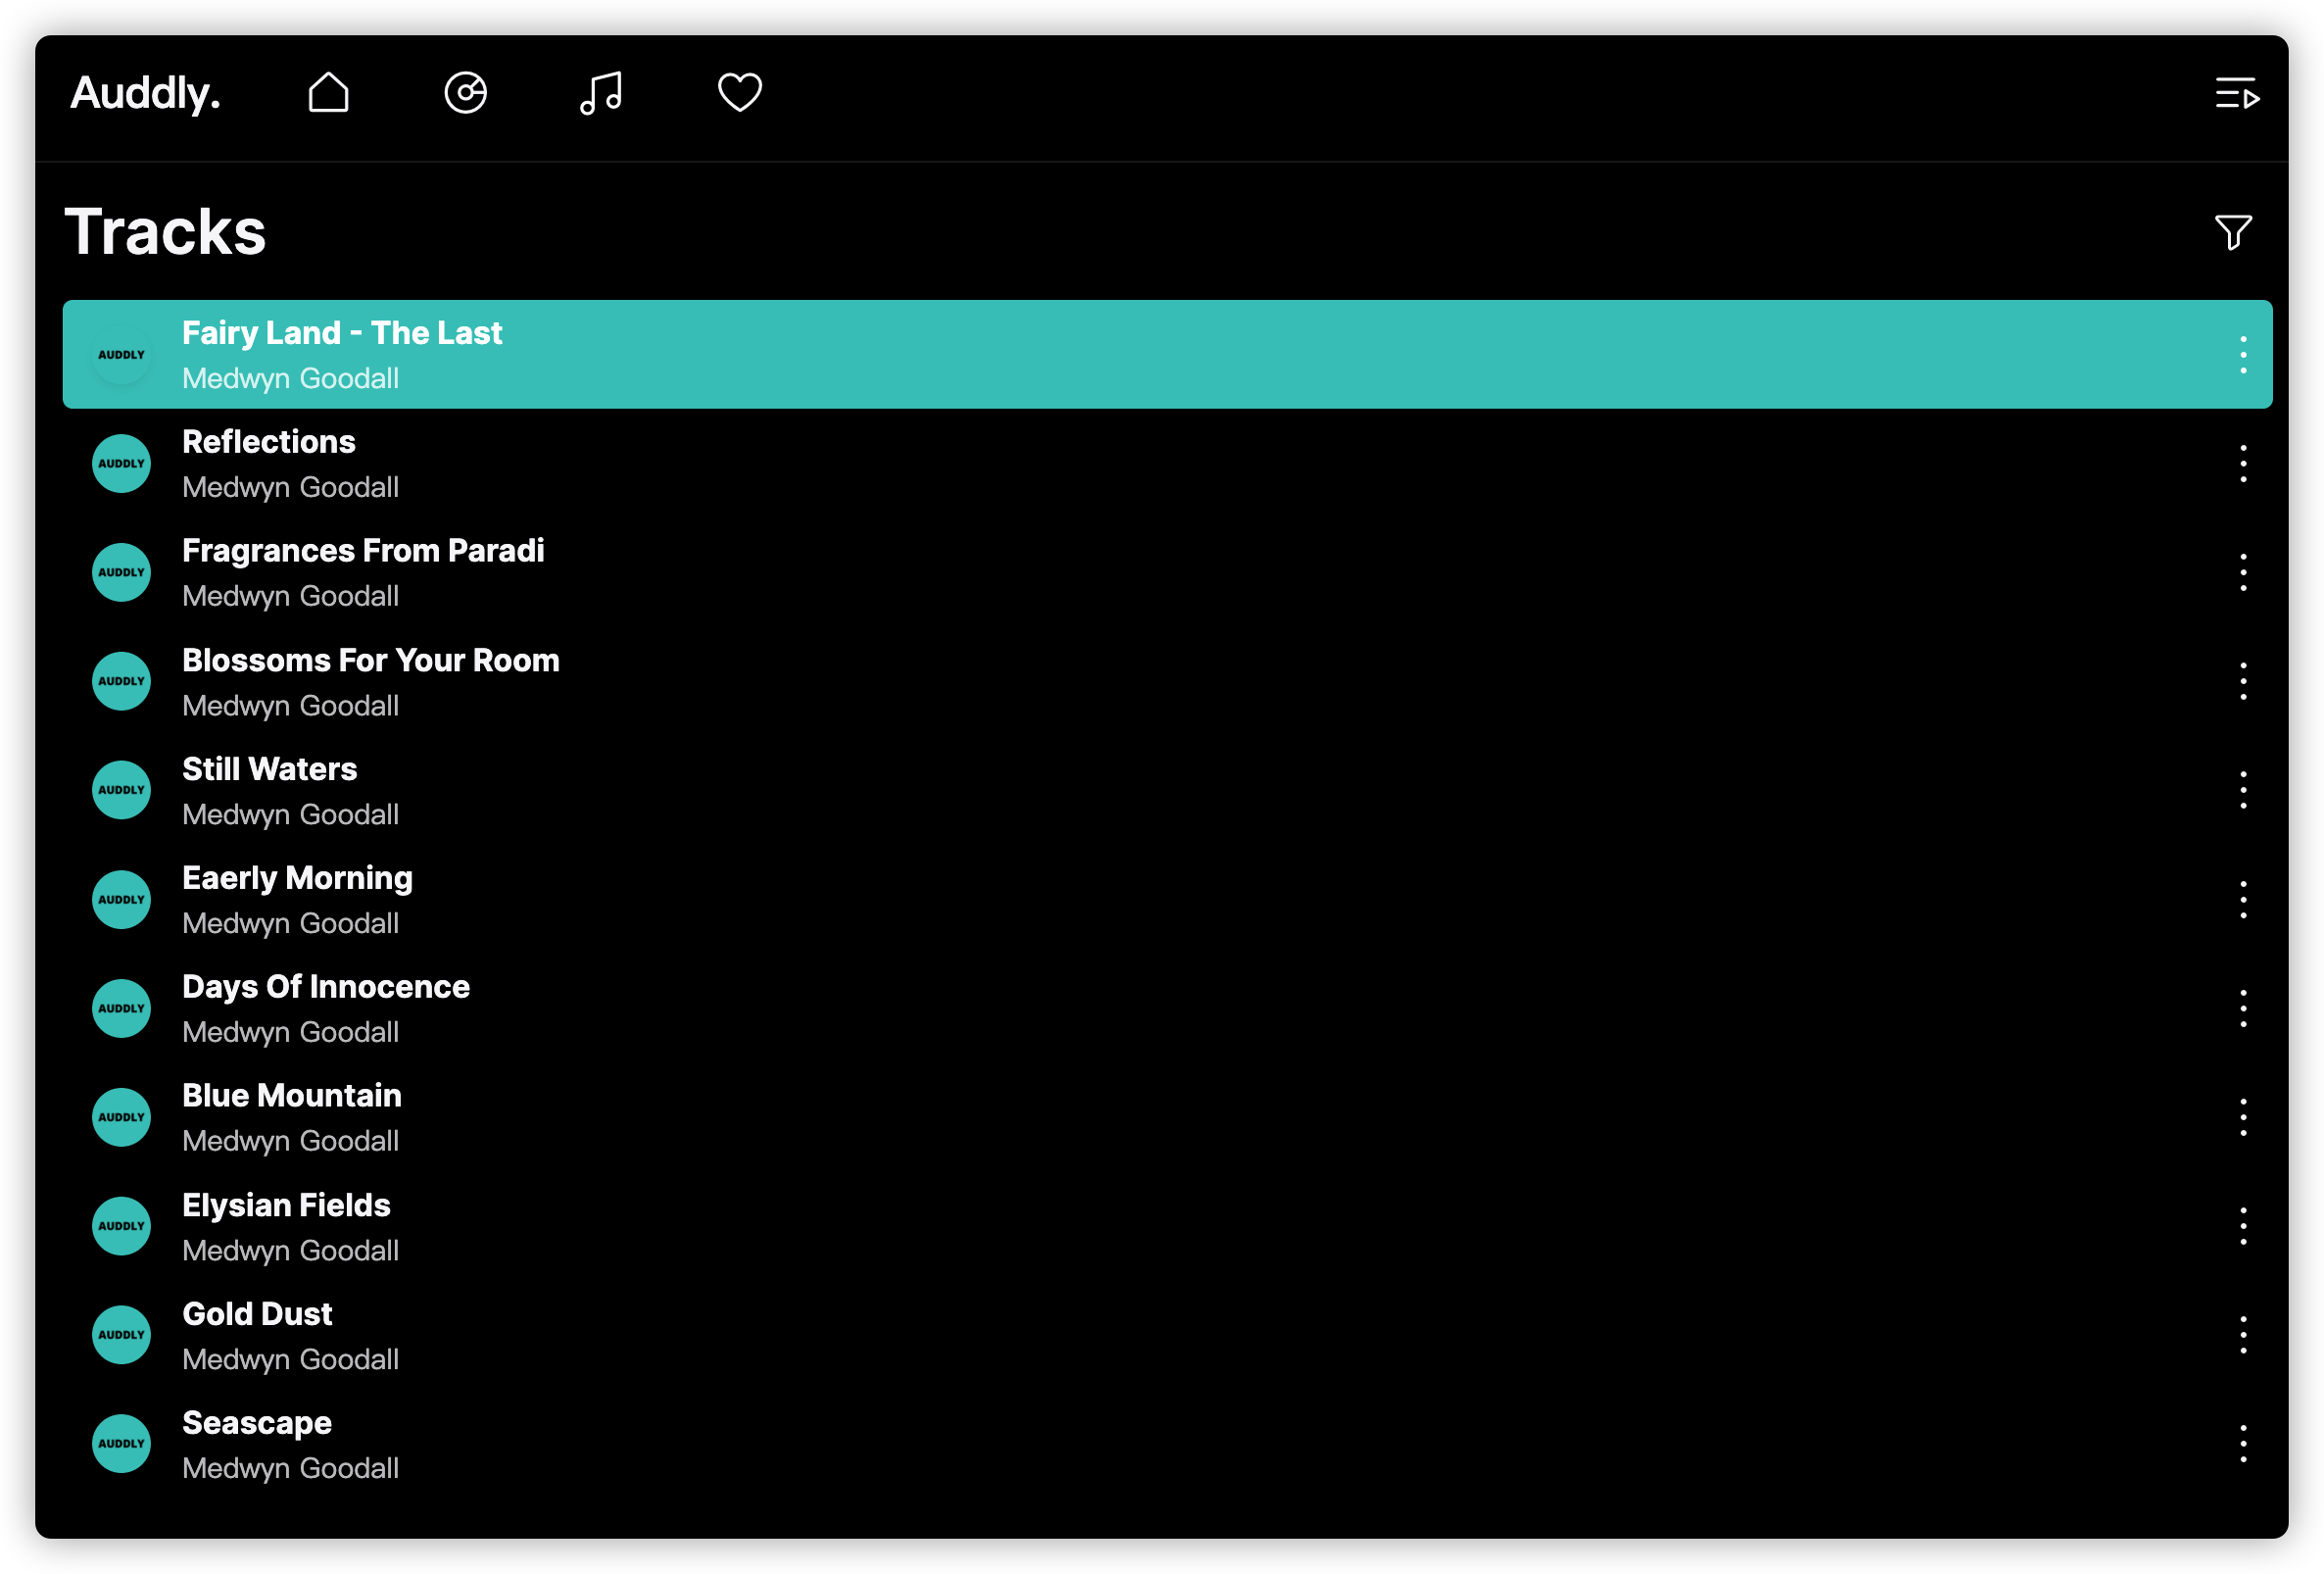 Auddly.
Tracks
AUDDLY
Fairy Land - The Last
Medwyn Goodall
AUDDLY
Reflections
Medwyn Goodall
AUDDLY
Fragrances From Paradi
Medwyn Goodall
AUDDLY
Blossoms For Your Room
Medwyn Goodall
AUDDLY
Still Waters
Medwyn Goodall
AUDDLY
Eaerly Morning
Medwyn Goodall
AUDDLY
Days Of Innocence
Medwyn Goodall
AUDDLY
Blue Mountain
Medwyn Goodall
AUDDLY
Elysian Fields
Medwyn Goodall
AUDDLY
Gold Dust
Medwyn Goodall
AUDDLY
Seascape
Medwyn Goodall